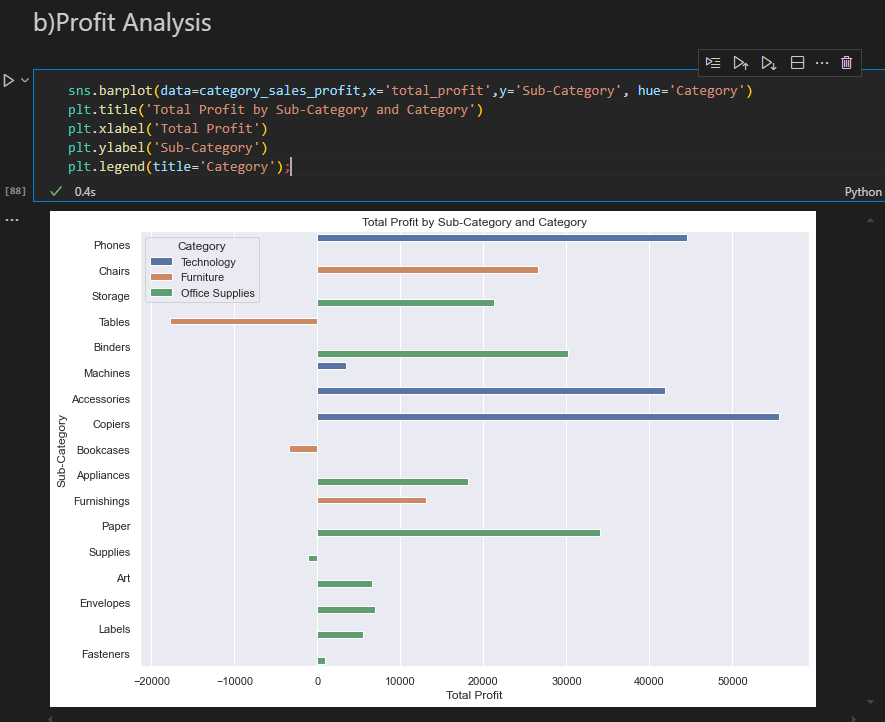 b)Profit Analysis
sns.barplot(data=category_sales_profit,x='total_profit',y='Sub-Category', hue='Category')
plt.title('Total Profit by Sub-Category and Category')
plt.xlabel('Total Profit')
plt.ylabel('Sub-Category')
plt.legend(title='Category');
[88]
0.4s
Python
Total Profit by Sub-Category and Category
Category
Technology
Furniture
Office Supplies
Phones
Chairs
Storage
Tables
Binders
Machines
Accessories
Copiers
Bookcases
Appliances
Furnishings
Paper
Supplies
Art
Envelopes
Labels
Fasteners
Sub-Category
−20000 −10000 0 10000 20000 30000 40000 50000
Total Profit